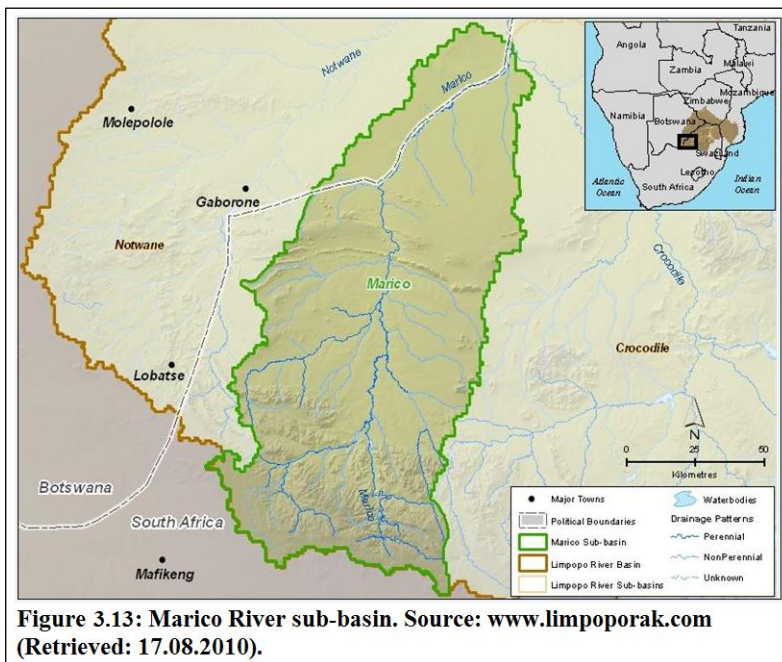 Angola
Tanzania
Zambia
Malawi
Mozambique
Zimbabwe
Namibia
Botswana
Swaziland
Lesotho
South Africa
Atlantic
Ocean
Indian
Ocean
Notwane
Marico
Molepolole
Gaborone
Notwane
Marico
Crocodile
Crocodile
Lobatse
Marico
Botswana
South Africa
Mafikeng
N
0 25 50
Kilometres
Major Towns
Political Boundaries
Marico Sub-basin
Limpopo River Basin
Limpopo River Sub-basins
Waterbodies
Drainage Patterns
Perennial
NonPerennial
Unknown
Figure 3.13: Marico River sub-basin. Source: www.limpoporak.com
(Retrieved: 17.08.2010).